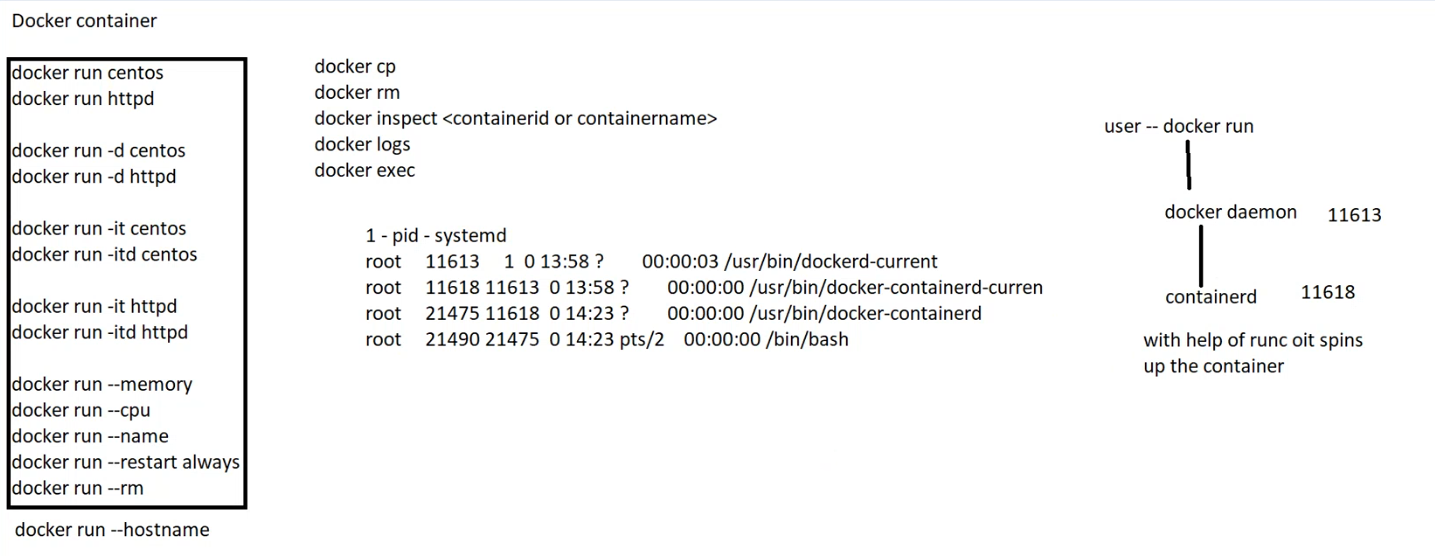 Docker container
docker run centos
docker run httpd
docker run -d centos
docker run -d httpd
docker run -it centos
docker run -itd centos
docker run -it httpd
docker run -itd httpd
docker run --memory
docker run --cpu
docker run --name
docker run --restart always
docker run --rm
docker run --hostname
docker cp
docker rm
docker inspect <containerid or containername>
docker logs
docker exec
1 - pid - systemd
root 11613 1 0 13:58 ? 00:00:03 /usr/bin/dockerd-current
root 11618 11613 0 13:58 ? 00:00:00 /usr/bin/docker-containerd-curren
root 21475 11618 0 14:23 ? 00:00:00 /usr/bin/docker-containerd
root 21490 21475 0 14:23 pts/2 00:00:00 /bin/bash
user -- docker run
docker daemon 11613
containerd 11618
with help of runc oit spins
up the container